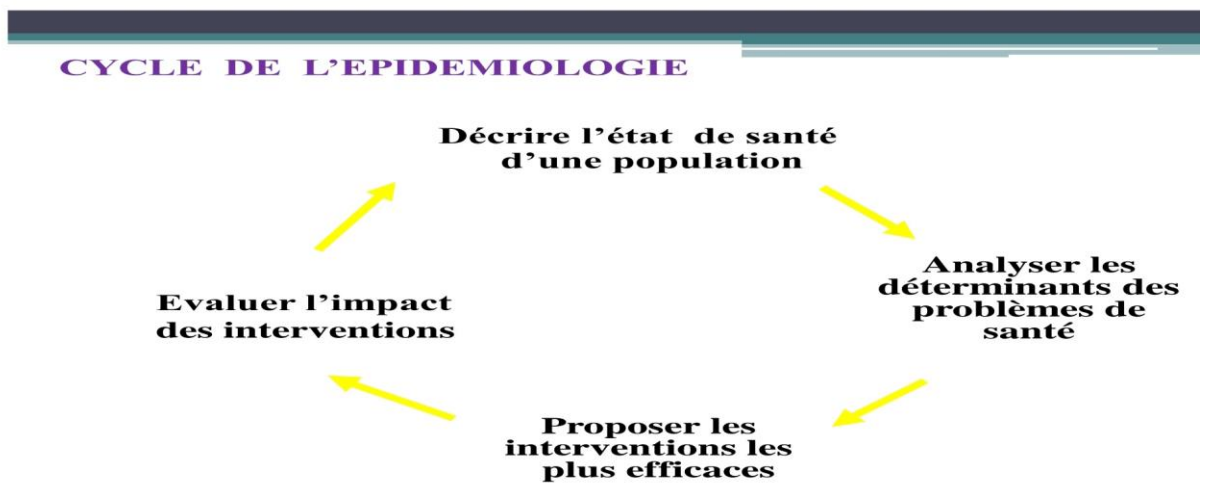 CYCLE DE L’EPIDEMIOLOGIE
Décrire l’état de santé
d’une population
Analyser les
déterminants des
problèmes de
santé
Evaluer l’impact
des interventions
Proposer les
interventions les
plus efficaces